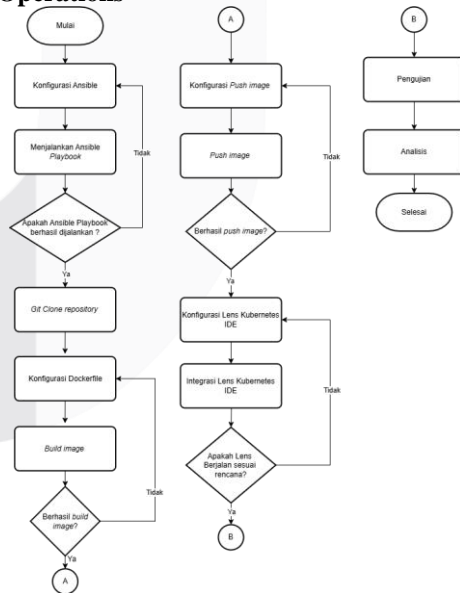 Operations
Mulai
Konfigurasi Ansible
Menjalankan Ansible
Playbook
Tidak
Apakah Ansible Playbook
berhasil dijalankan ?
Ya
Git Clone repository
Konfigurasi Dockerfile
Build image
Tidak
Berhasil build
image?
Ya
A
A
Konfigurasi Push image
Push image
Tidak
Berhasil push image?
Ya
Konfigurasi Lens Kubernetes
IDE
Integrasi Lens Kubernetes
IDE
Tidak
Apakah Lens
Berjalan sesuai
rencana?
Ya
B
B
Pengujian
Analisis
Selesai